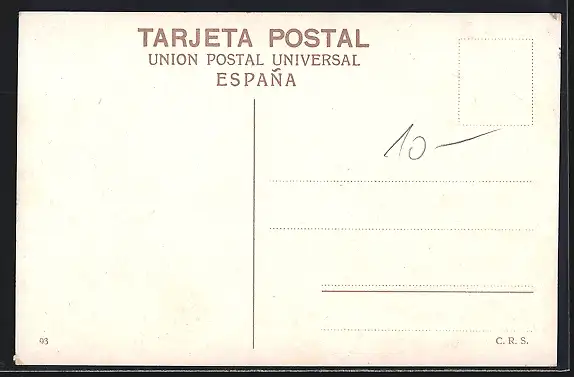 TARJETA POSTAL
UNION POSTAL UNIVERSAL
ESPAÑA
10-
93
C. R. S.